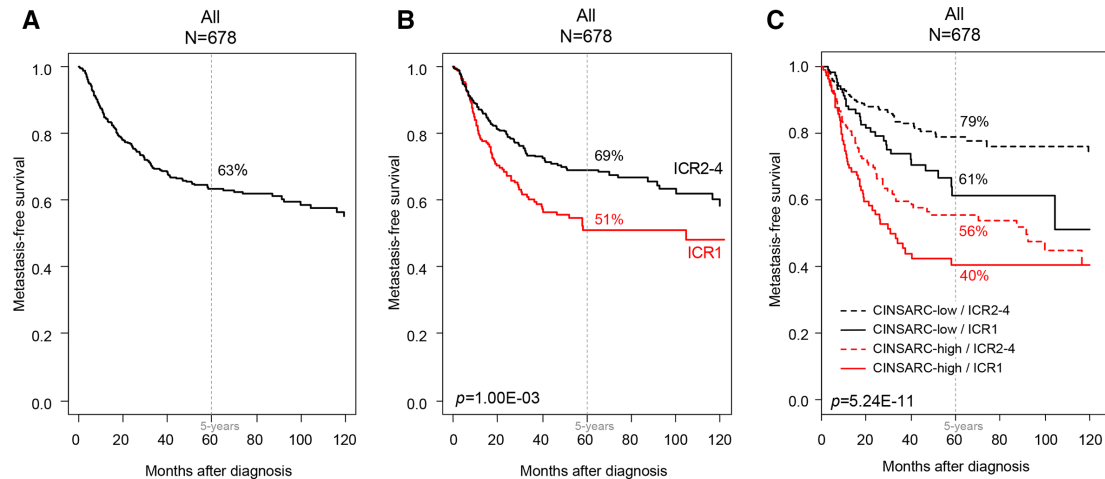 A
All
N=678
Metastasis-free survival
1.0
0.8
0.6
0.4
0.2
0.0
63%
5-years
0 20 40 60 80 100 120
Months after diagnosis
B
All
N=678
Metastasis-free survival
1.0
0.8
0.6
0.4
0.2
0.0
69%
ICR2-4
51%
ICR1
p=1.00E-03
5-years
0 20 40 60 80 100 120
Months after diagnosis
C
All
N=678
Metastasis-free survival
1.0
0.8
0.6
0.4
0.2
0.0
79%
61%
56%
40%
CINSARC-low / ICR2-4
CINSARC-low / ICR1
CINSARC-high / ICR2-4
CINSARC-high / ICR1
p=5.24E-11
5-years
0 20 40 60 80 100 120
Months after diagnosis